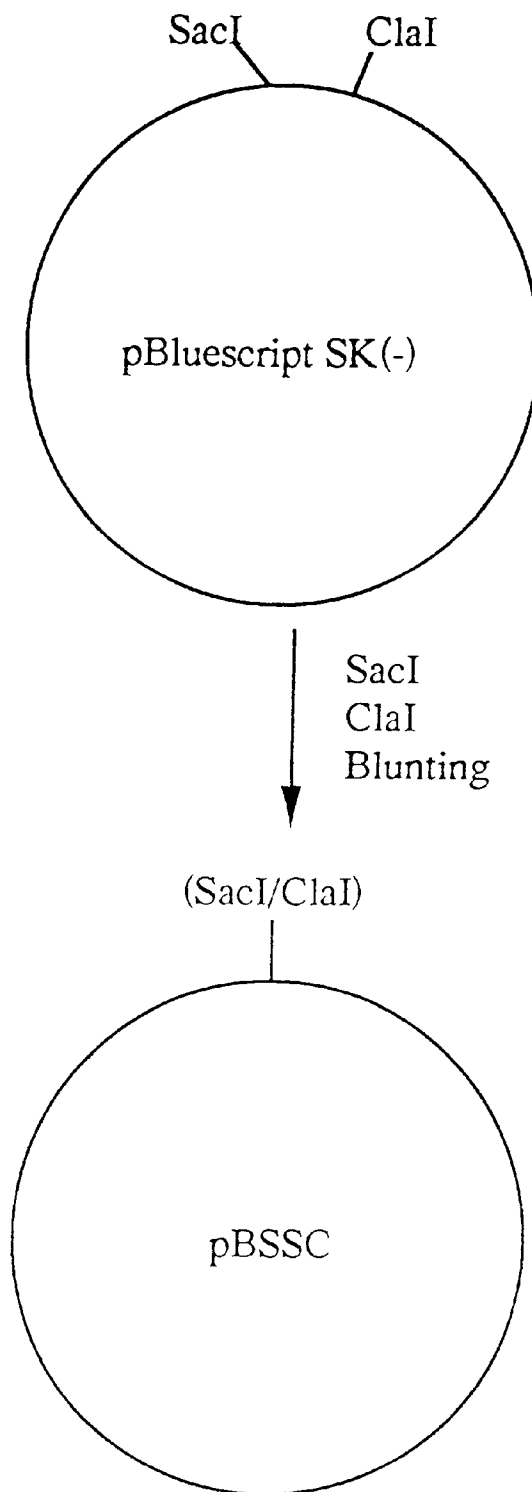 SacI ClaI
pBluescript SK(-)
SacI
ClaI
Blunting
(SacI/ClaI)
pBSSC